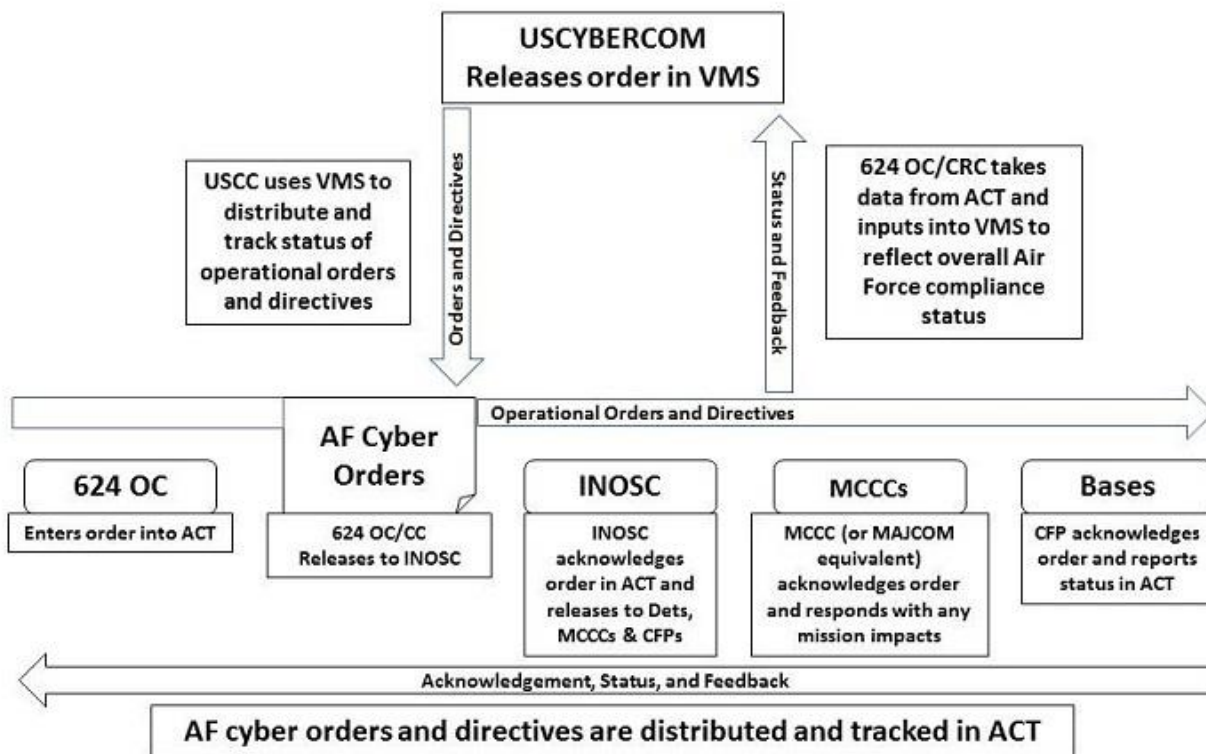 USCYBERCOM
Releases order in VMS
USCC uses VMS to
distribute and
track status of
operational orders
and directives
Orders and Directives
Status and Feedback
624 OC/CRC takes
data from ACT and
inputs into VMS to
reflect overall Air
Force compliance
status
Operational Orders and Directives
624 OC
Enters order into ACT
AF Cyber
Orders
624 OC/CC
Releases to INOSC
INOSC
INOSC
acknowledges
order in ACT and
releases to Dets,
MCCCs & CFPs
MCCCs
MCCC (or MAJCOM
equivalent)
acknowledges order
and responds with any
mission impacts
Bases
CFP acknowledges
order and reports
status in ACT
Acknowledgement, Status, and Feedback
AF cyber orders and directives are distributed and tracked in ACT